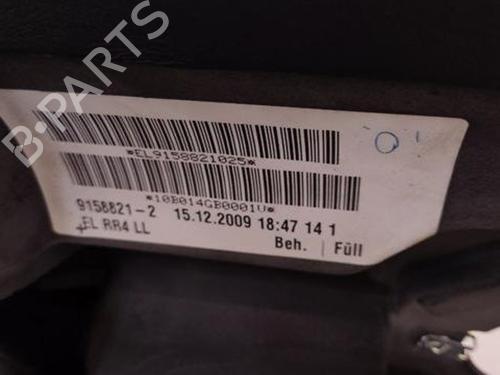 B-PARTS
"O"
*EL9158821025*
*10B014GB0001U*
9158821-2 15.12.2009 18:47 14 1
+EL RR4 LL Beh. Füll